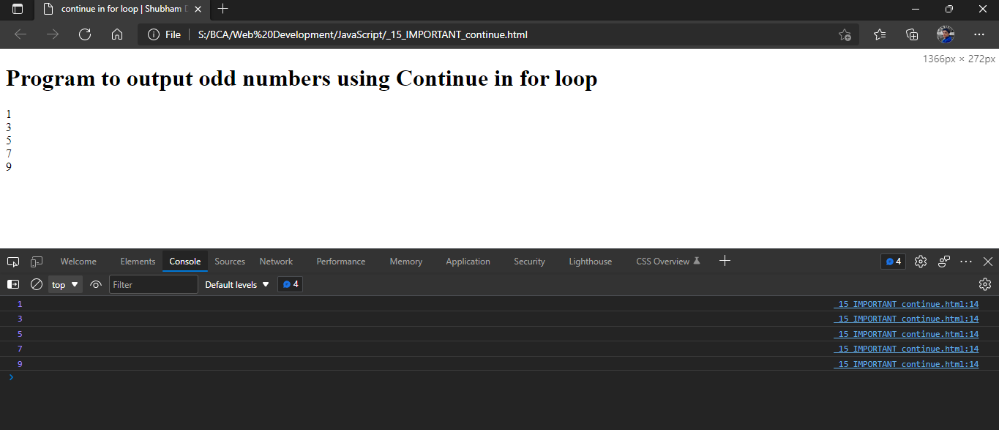 continue in for loop | Shubham
File S:/BCA/Web%20Development/JavaScript/_15_IMPORTANT_continue.html
1366px × 272px
Program to output odd numbers using Continue in for loop
1
3
5
7
9
Welcome Elements Console Sources Network Performance Memory Application Security Lighthouse CSS Overview 4
top Filter Default levels 4
1 _15_IMPORTANT_continue.html:14
3 _15_IMPORTANT_continue.html:14
5 _15_IMPORTANT_continue.html:14
7 _15_IMPORTANT_continue.html:14
9 _15_IMPORTANT_continue.html:14